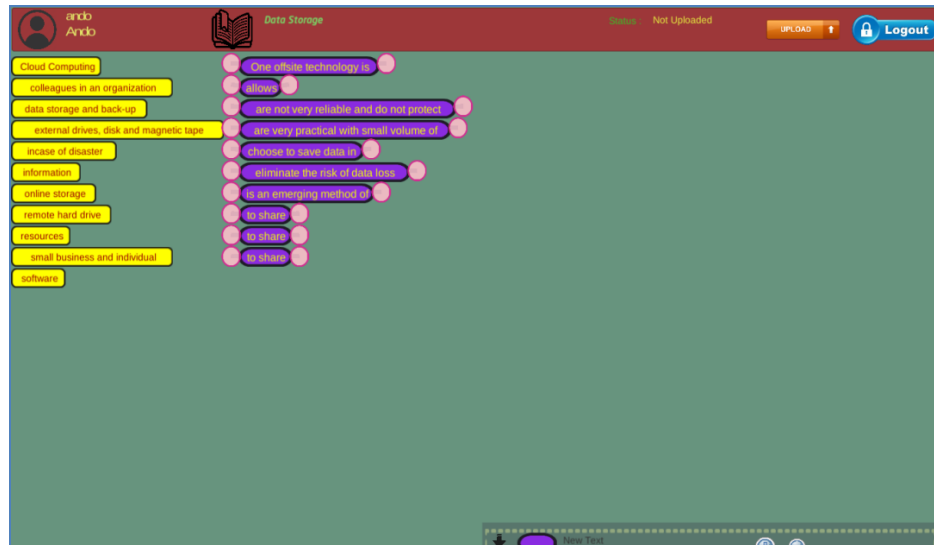 ando
Ando
Data Storage
Status : Not Uploaded
UPLOAD
Logout
Cloud Computing
colleagues in an organization
data storage and back-up
external drives, disk and magnetic tape
incase of disaster
information
online storage
remote hard drive
resources
small business and individual
software
One offsite technology is
allows
are not very reliable and do not protect
are very practical with small volume of
choose to save data in
eliminate the risk of data loss
is an emerging method of
to share
to share
to share
New Text